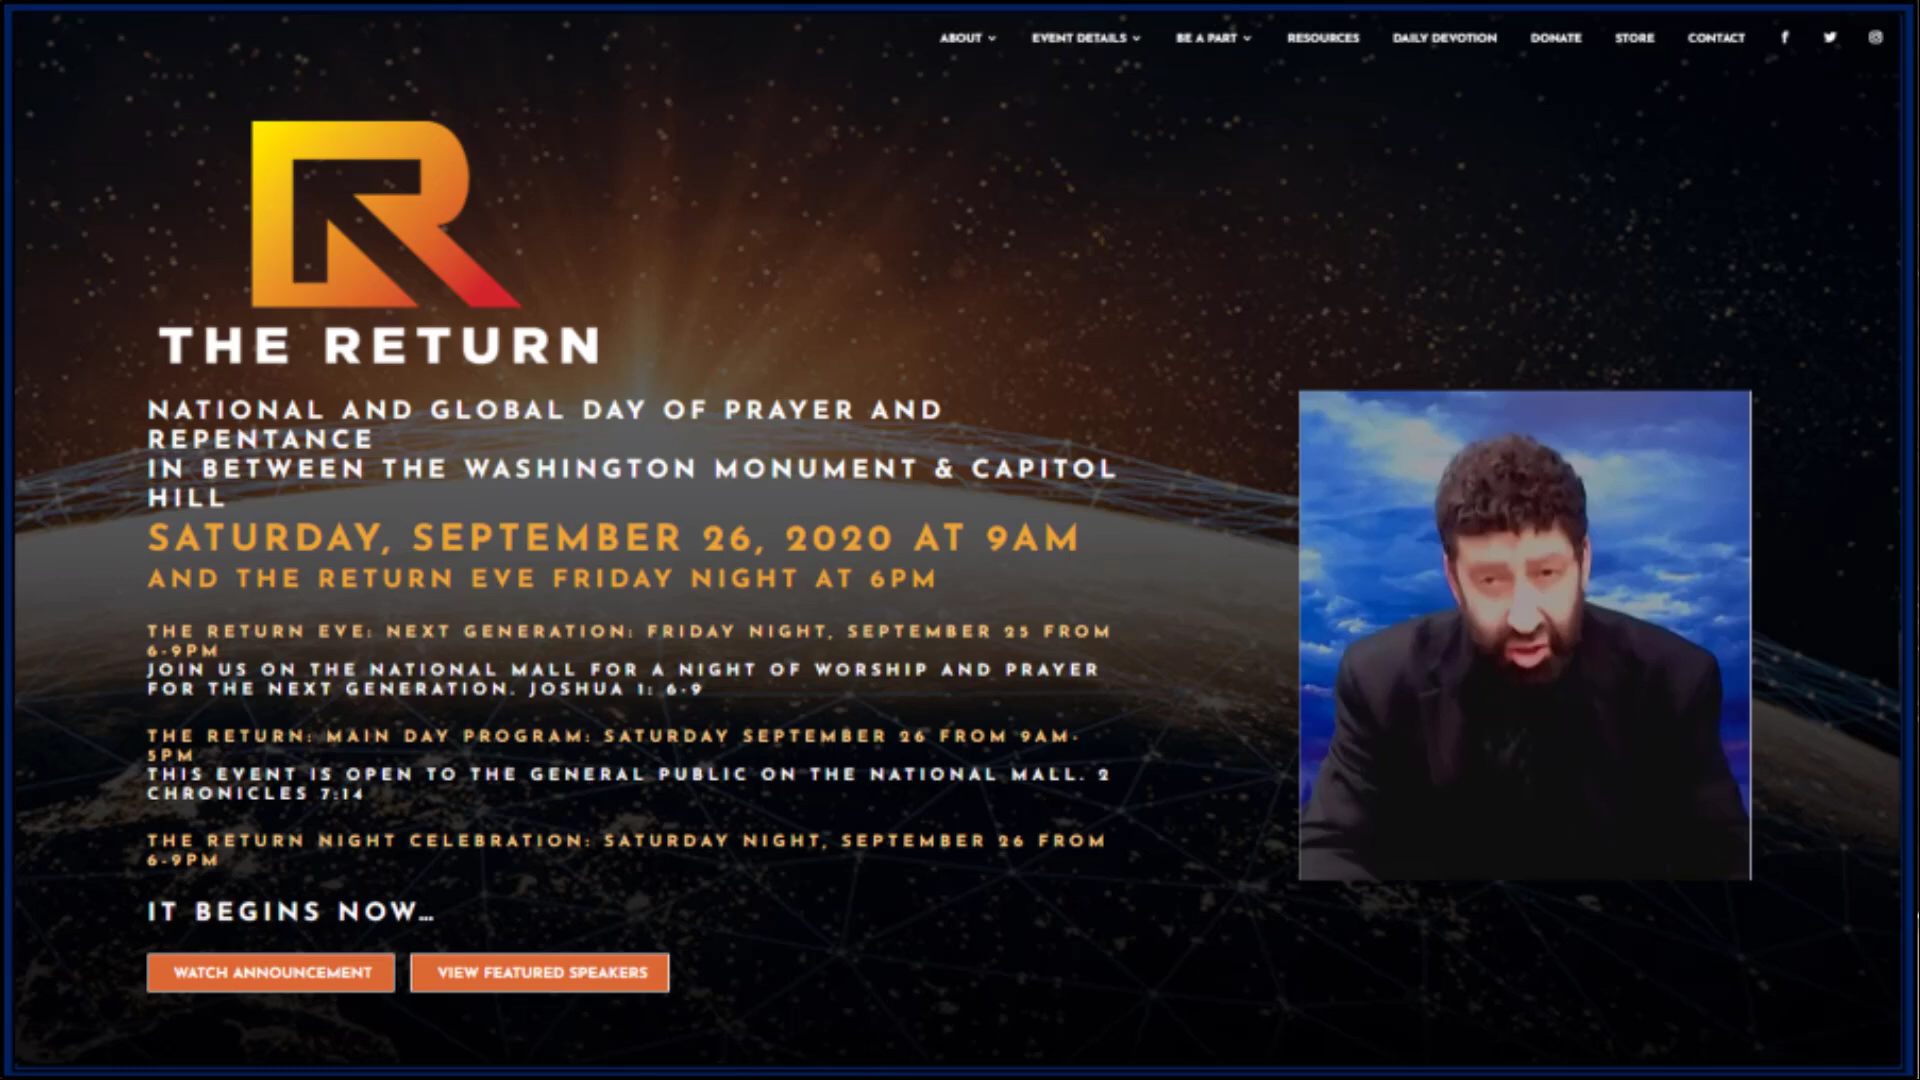 ABOUT EVENT DETAILS BE A PART RESOURCES DAILY DEVOTION DONATE STORE CONTACT
THE RETURN
NATIONAL AND GLOBAL DAY OF PRAYER AND
REPENTANCE
IN BETWEEN THE WASHINGTON MONUMENT & CAPITOL
HILL
SATURDAY, SEPTEMBER 26, 2020 AT 9AM
AND THE RETURN EVE FRIDAY NIGHT AT 6PM
THE RETURN EVE: NEXT GENERATION: FRIDAY NIGHT, SEPTEMBER 25 FROM
6-9PM
JOIN US ON THE NATIONAL MALL FOR A NIGHT OF WORSHIP AND PRAYER
FOR THE NEXT GENERATION. JOSHUA 1: 6-9
THE RETURN: MAIN DAY PROGRAM: SATURDAY SEPTEMBER 26 FROM 9AM-
5PM
THIS EVENT IS OPEN TO THE GENERAL PUBLIC ON THE NATIONAL MALL. 2
CHRONICLES 7:14
THE RETURN NIGHT CELEBRATION: SATURDAY NIGHT, SEPTEMBER 26 FROM
6-9PM
IT BEGINS NOW…
WATCH ANNOUNCEMENT VIEW FEATURED SPEAKERS